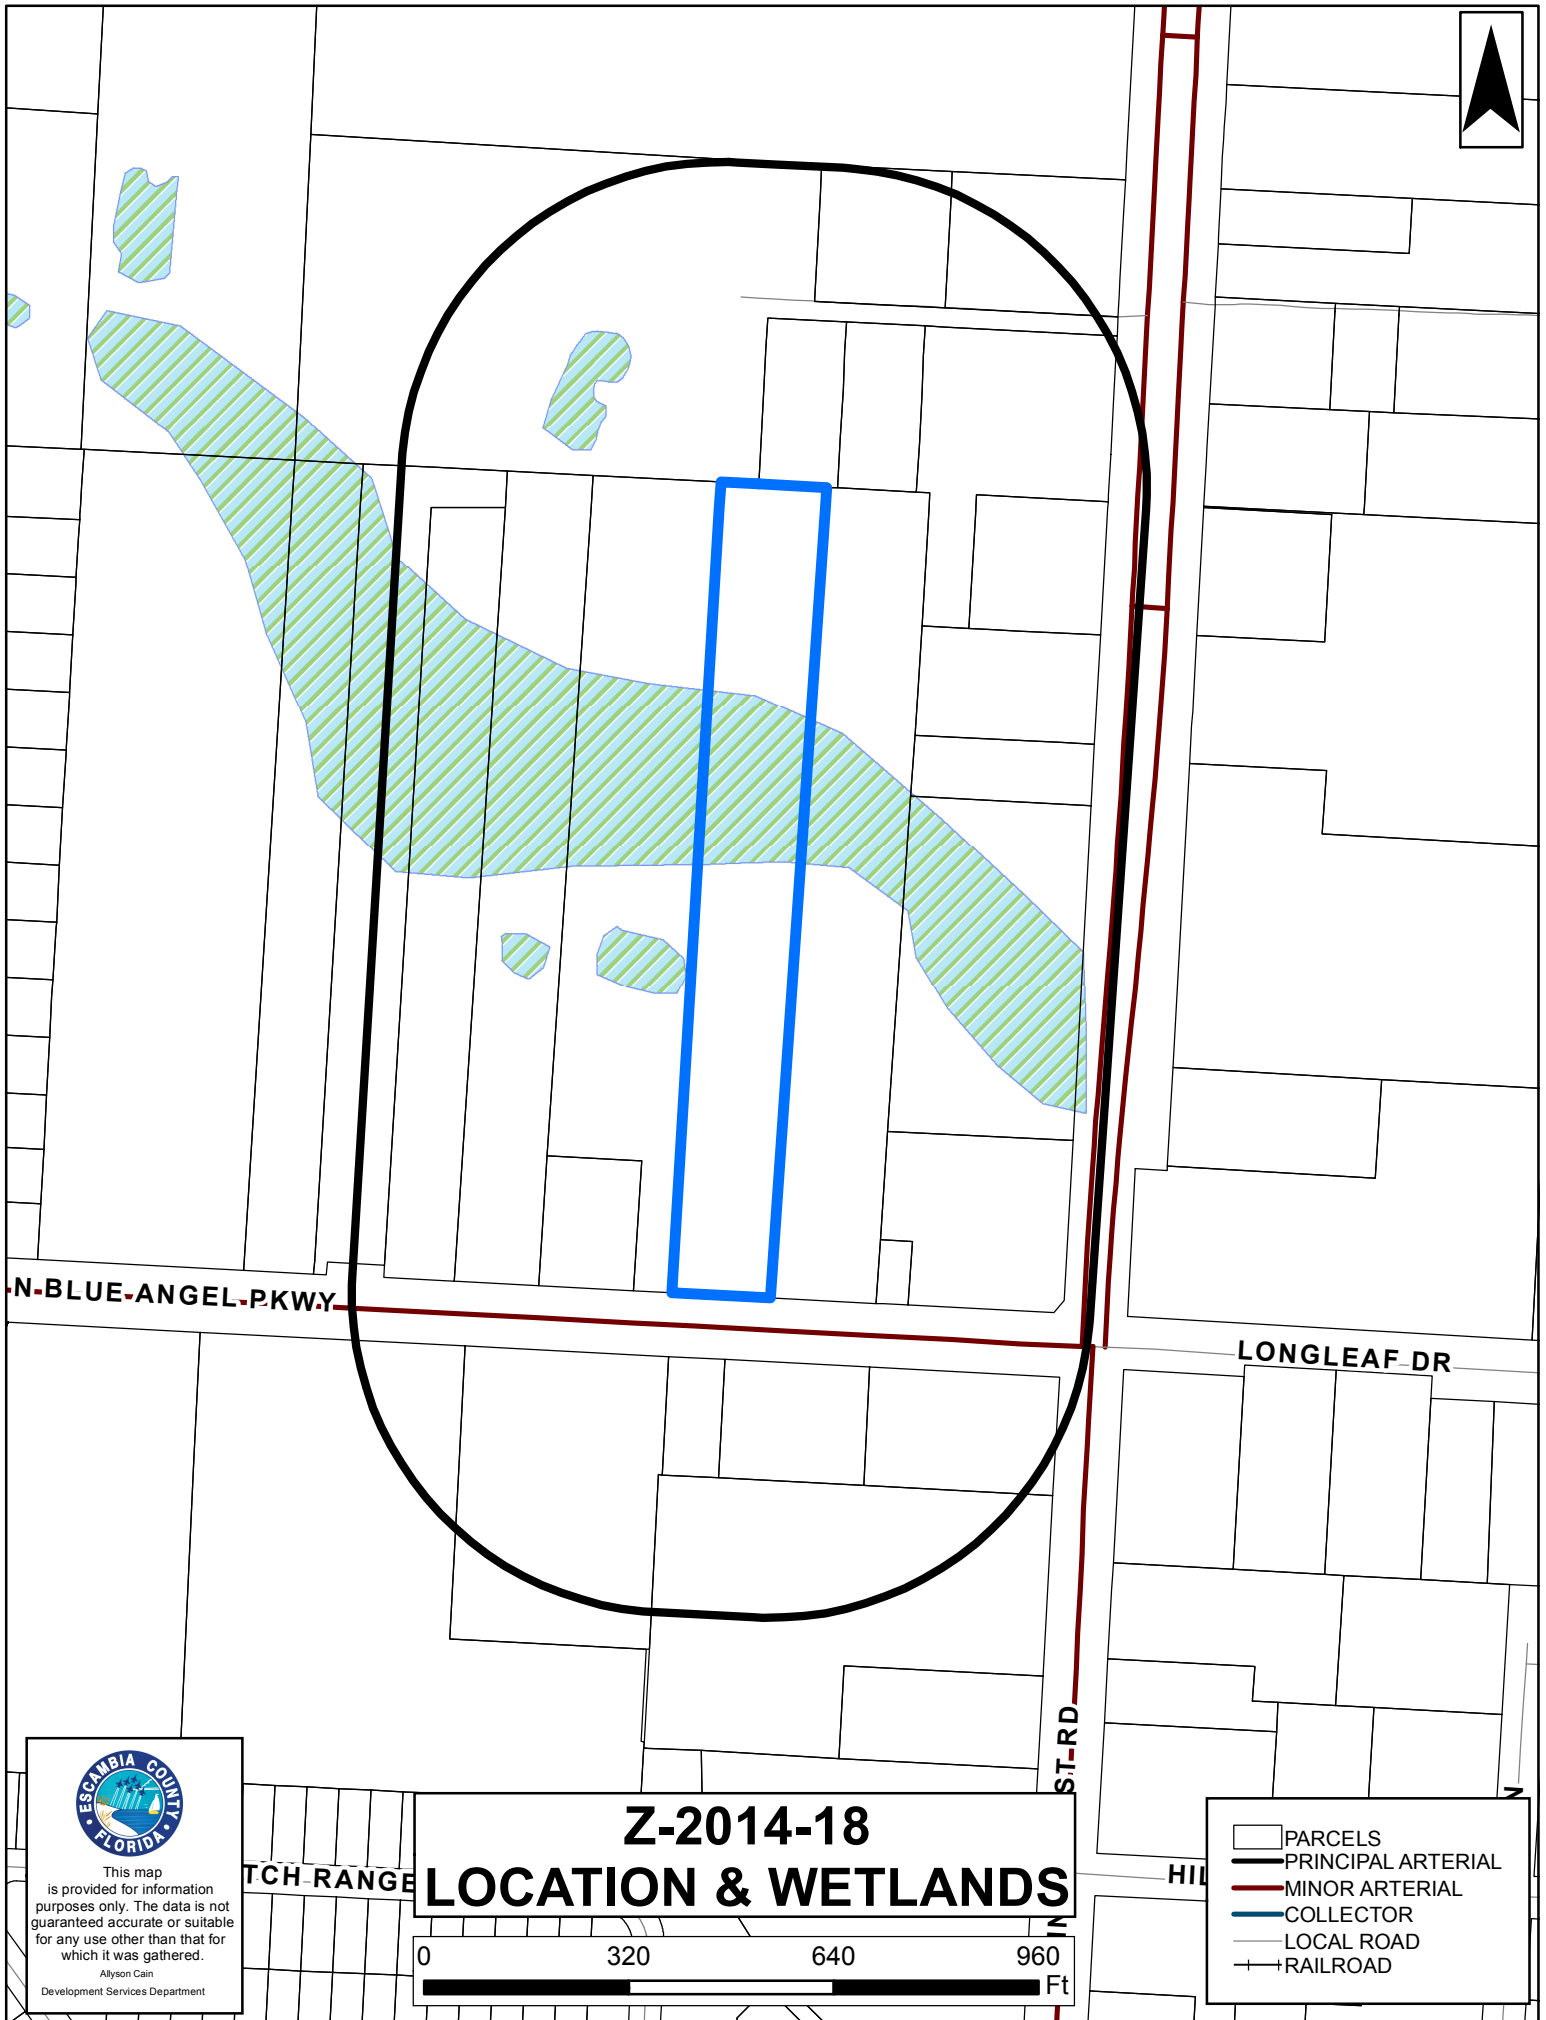 N BLUE ANGEL PKWY
LONGLEAF DR
ST RD
ESCAMBIA COUNTY
FLORIDA
This map
is provided for information
purposes only. The data is not
guaranteed accurate or suitable
for any use other than that for
which it was gathered.
Allyson Cain
Development Services Department
TCH RANGE
Z-2014-18
LOCATION & WETLANDS
0 320 640 960
Ft
HIL
N
PARCELS
PRINCIPAL ARTERIAL
MINOR ARTERIAL
COLLECTOR
LOCAL ROAD
RAILROAD